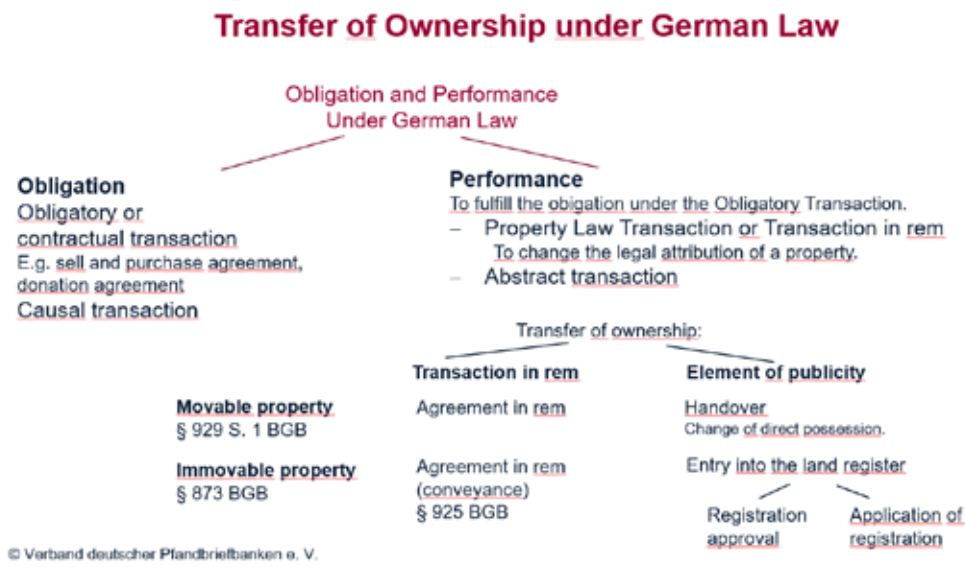 Transfer of Ownership under German Law
Obligation and Performance
Under German Law
Obligation
Obligatory or
contractual transaction
E.g. sell and purchase agreement,
donation agreement
Causal transaction
Performance
To fulfill the obigation under the Obligatory Transaction.
– Property Law Transaction or Transaction in rem
To change the legal attribution of a property.
– Abstract transaction
Transfer of ownership:
Transaction in rem
Element of publicity
Movable property
§ 929 S. 1 BGB
Agreement in rem
Handover
Change of direct possession.
Immovable property
§ 873 BGB
Agreement in rem
(conveyance)
§ 925 BGB
Entry into the land register
Registration
approval
Application of
registration
© Verband deutscher Pfandbriefbanken e. V.